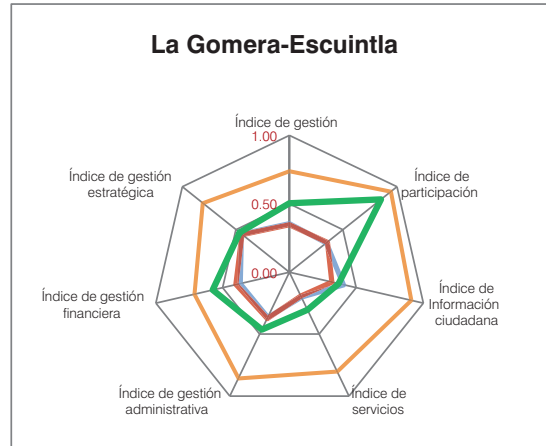 La Gomera-Escuintla
Índice de gestión
1.00
Índice de gestión
estratégica
Índice de
participación
0.50
0.00
Índice de gestión
financiera
Índice de
Información
ciudadana
Índice de gestión
administrativa
Índice de
servicios